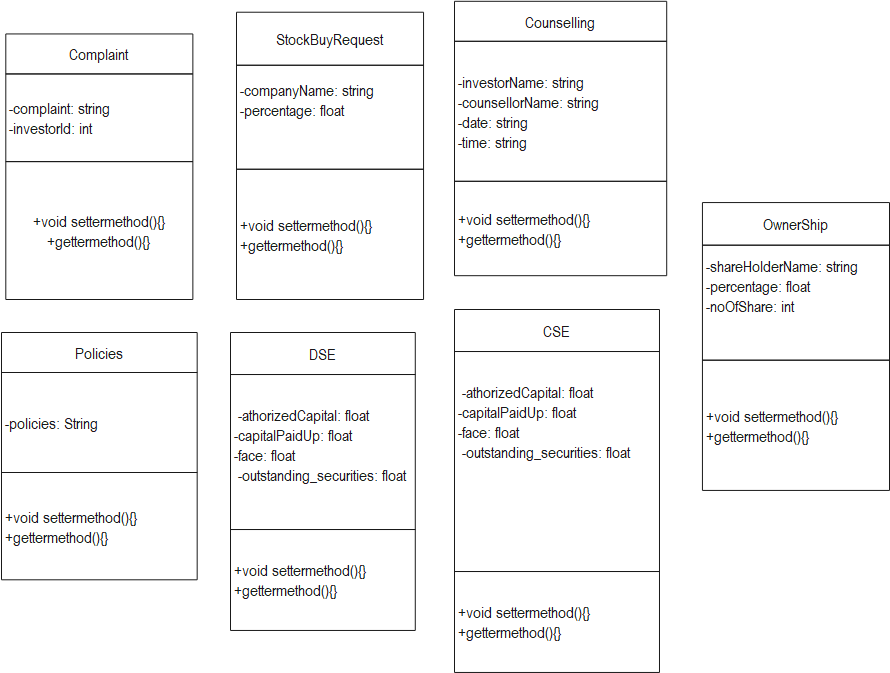 Complaint
-complaint: string
-investorId: int
+void settermethod(){}
+gettermethod(){}
StockBuyRequest
-companyName: string
-percentage: float
+void settermethod(){}
+gettermethod(){}
Counselling
-investorName: string
-counsellorName: string
-date: string
-time: string
+void settermethod(){}
+gettermethod(){}
OwnerShip
-shareHolderName: string
-percentage: float
-noOfShare: int
+void settermethod(){}
+gettermethod(){}
Policies
-policies: String
+void settermethod(){}
+gettermethod(){}
DSE
-athorizedCapital: float
-capitalPaidUp: float
-face: float
-outstanding_securities: float
+void settermethod(){}
+gettermethod(){}
CSE
-athorizedCapital: float
-capitalPaidUp: float
-face: float
-outstanding_securities: float
+void settermethod(){}
+gettermethod(){}